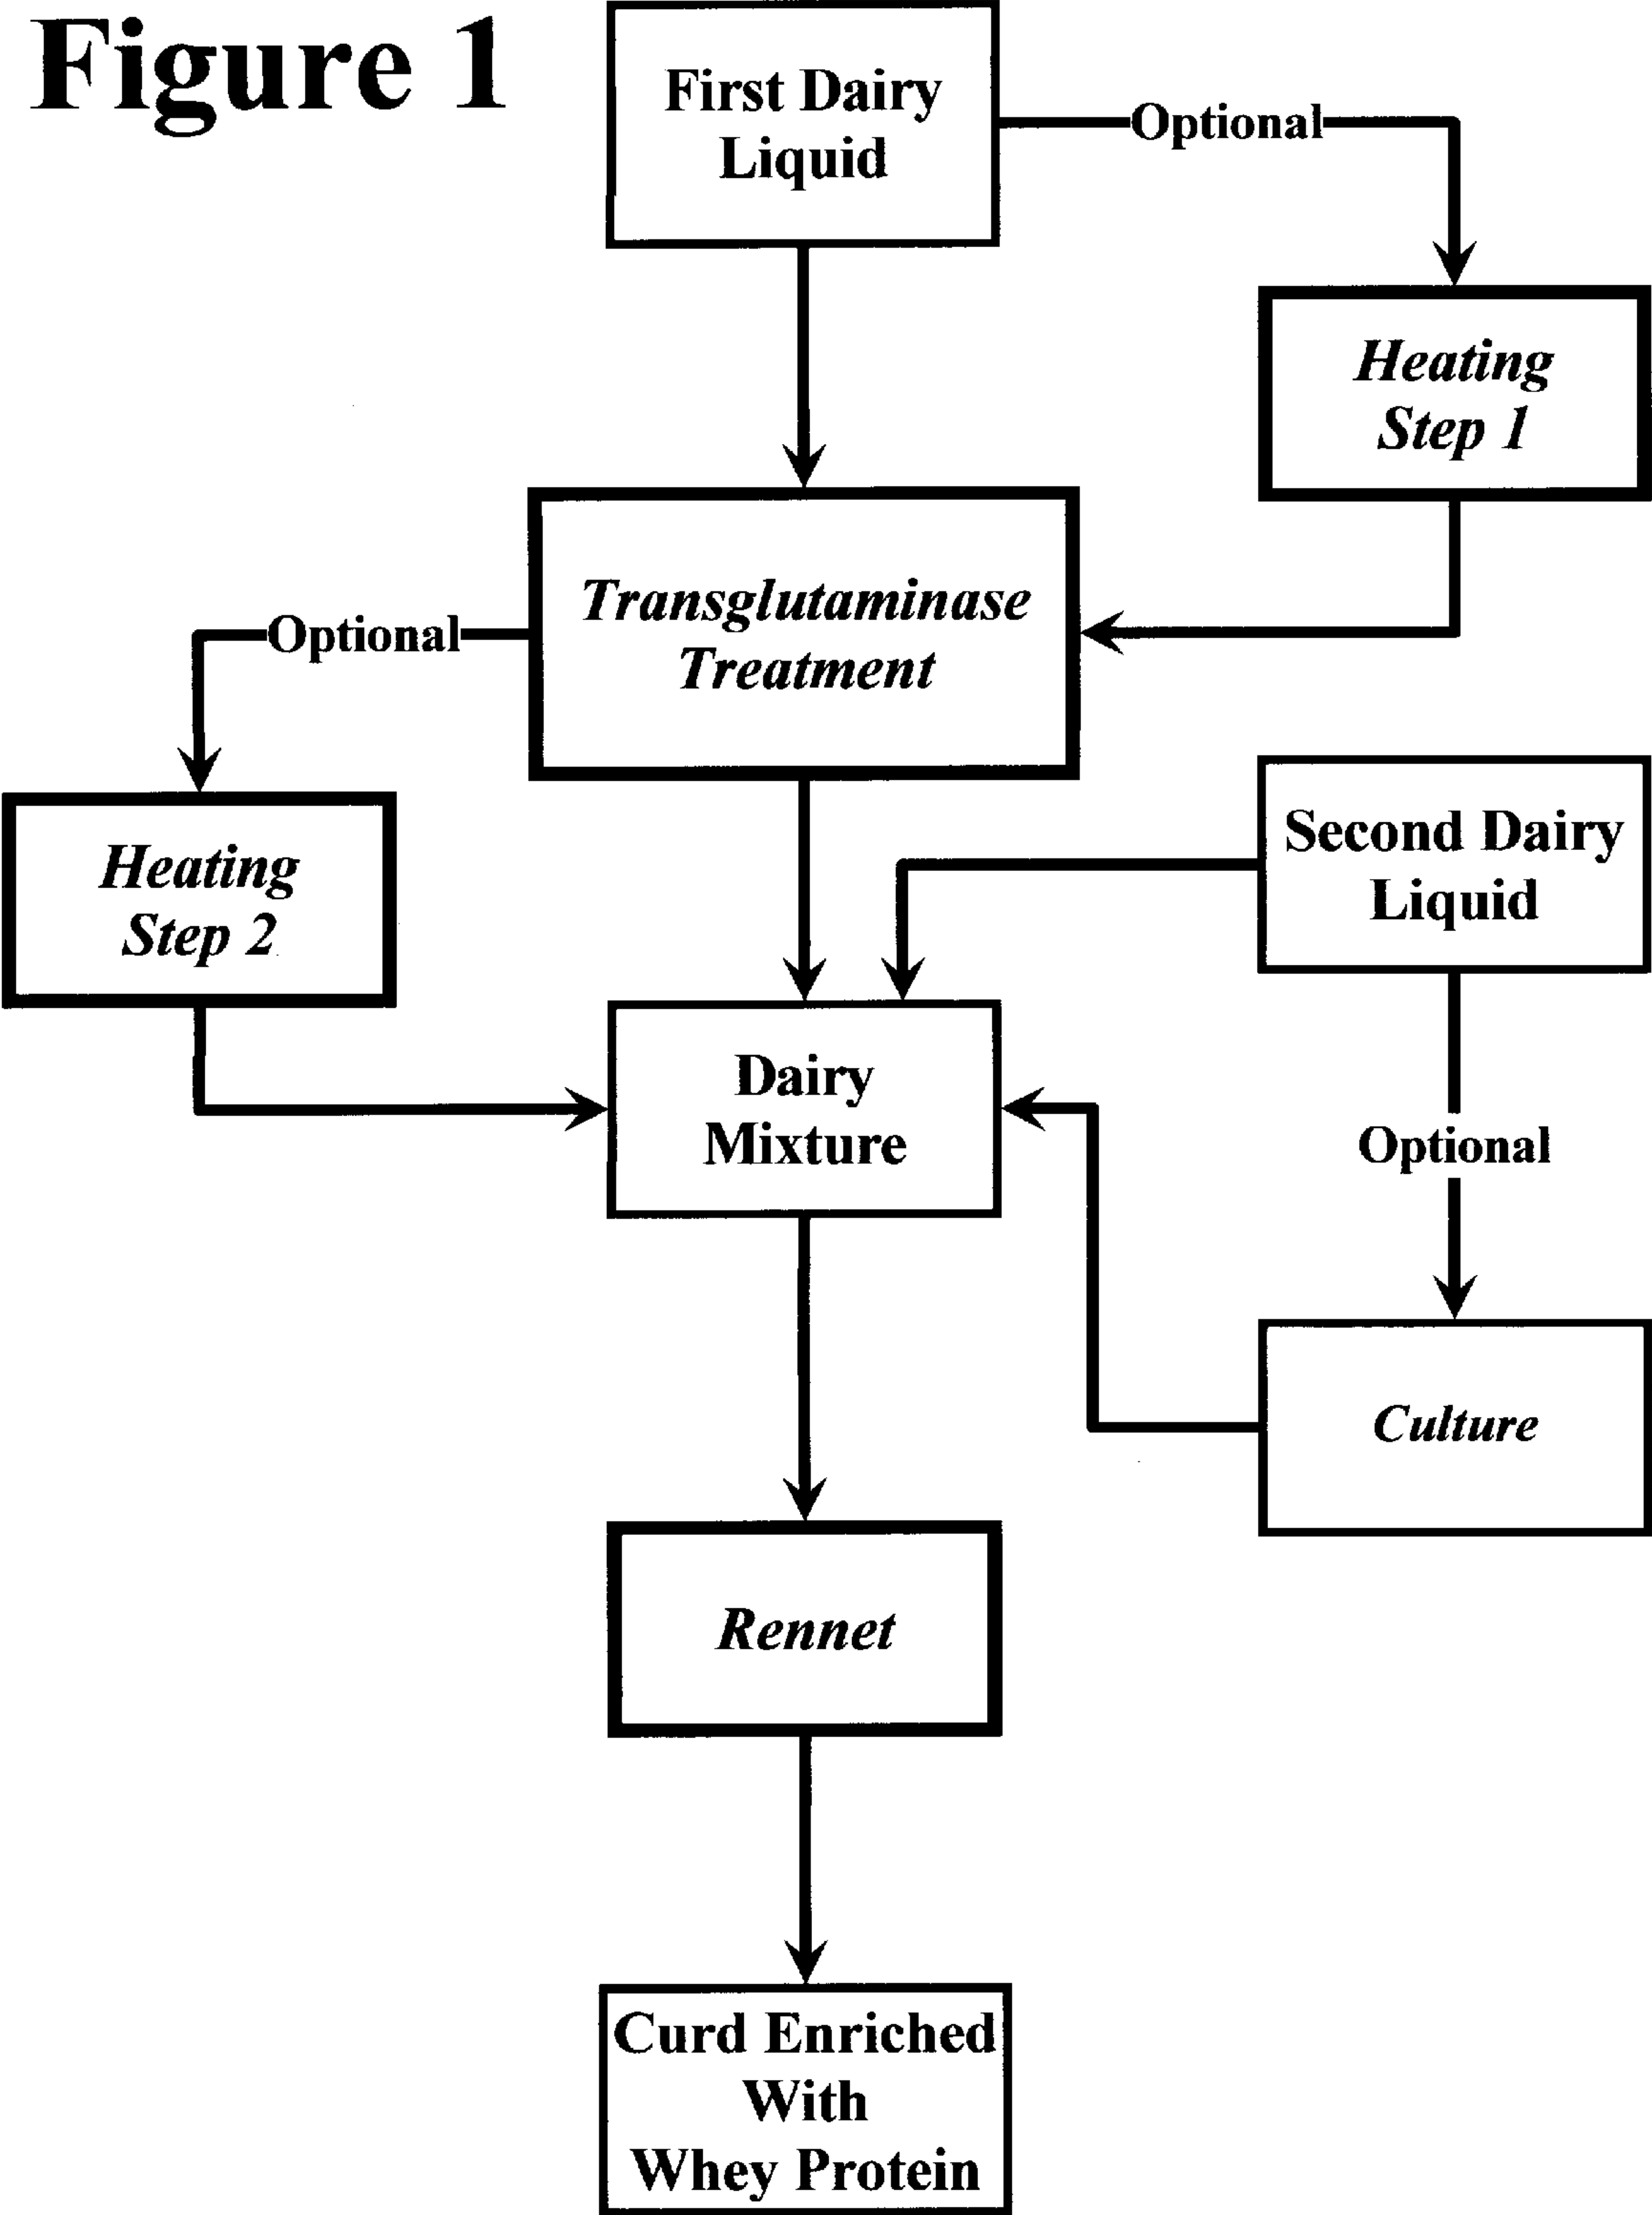 Figure 1
First Dairy
Liquid
Optional
Heating
Step 1
Transglutaminase
Treatment
Optional
Heating
Step 2
Second Dairy
Liquid
Dairy
Mixture
Optional
Culture
Rennet
Curd Enriched
With
Whey Protein